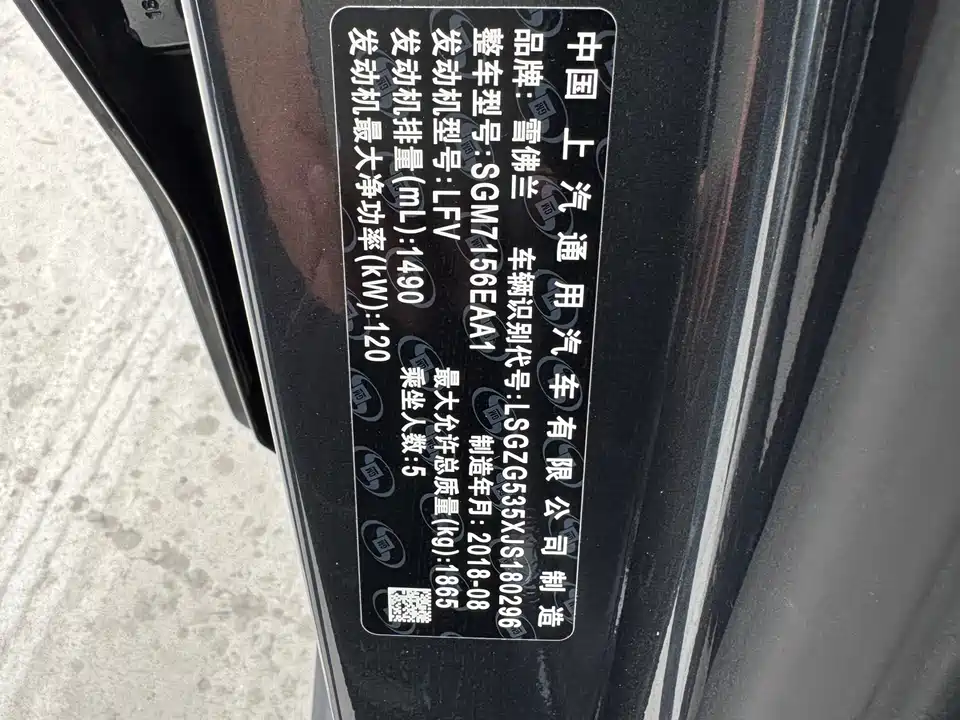 中国 上汽通用汽车有限公司制造
品牌: 雪佛兰 车辆识别代号:LSGZG535XJS180296
整车型号:SGM7156EAA1 制造年月: 2018-08
发动机型号:LFV 最大允许总质量(kg):1865
发动机排量(mL):1490 乘坐人数:5
发动机最大净功率(kW):120